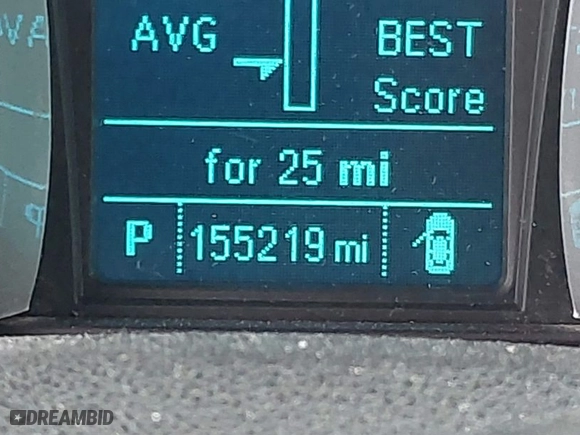 AVG
BEST
Score
for 25 mi
P 155219 mi
DREAMBID